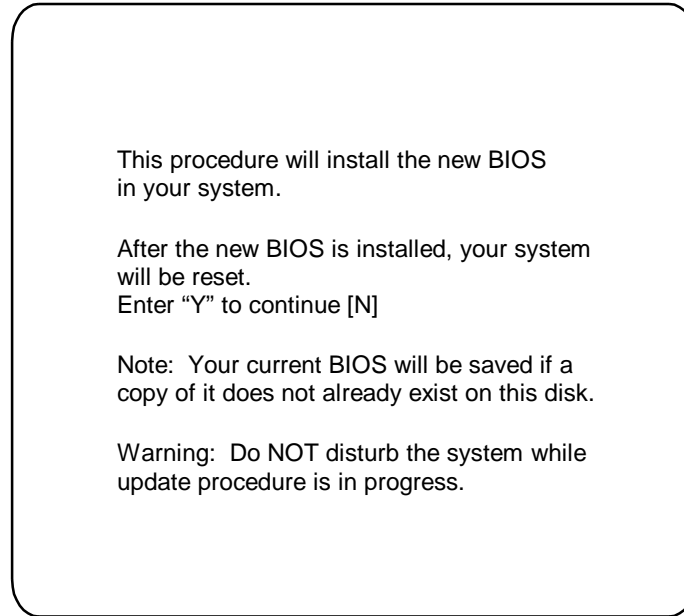 This procedure will install the new BIOS
in your system.
After the new BIOS is installed, your system
will be reset.
Enter “Y” to continue [N]
Note:  Your current BIOS will be saved if a
copy of it does not already exist on this disk.
Warning:  Do NOT disturb the system while
update procedure is in progress.